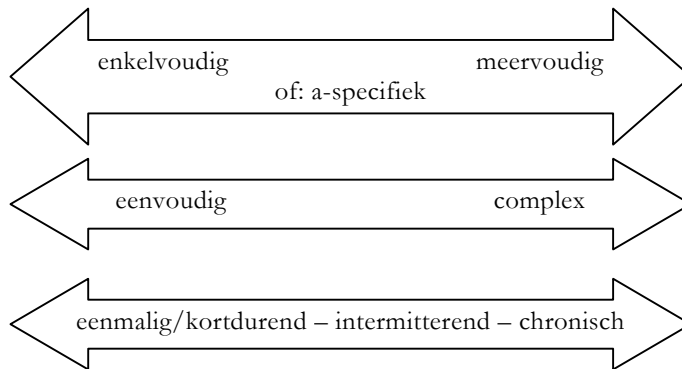 enkelvoudig meervoudig
of: a-specifiek
eenvoudig complex
eenmalig/kortdurend – intermitterend – chronisch